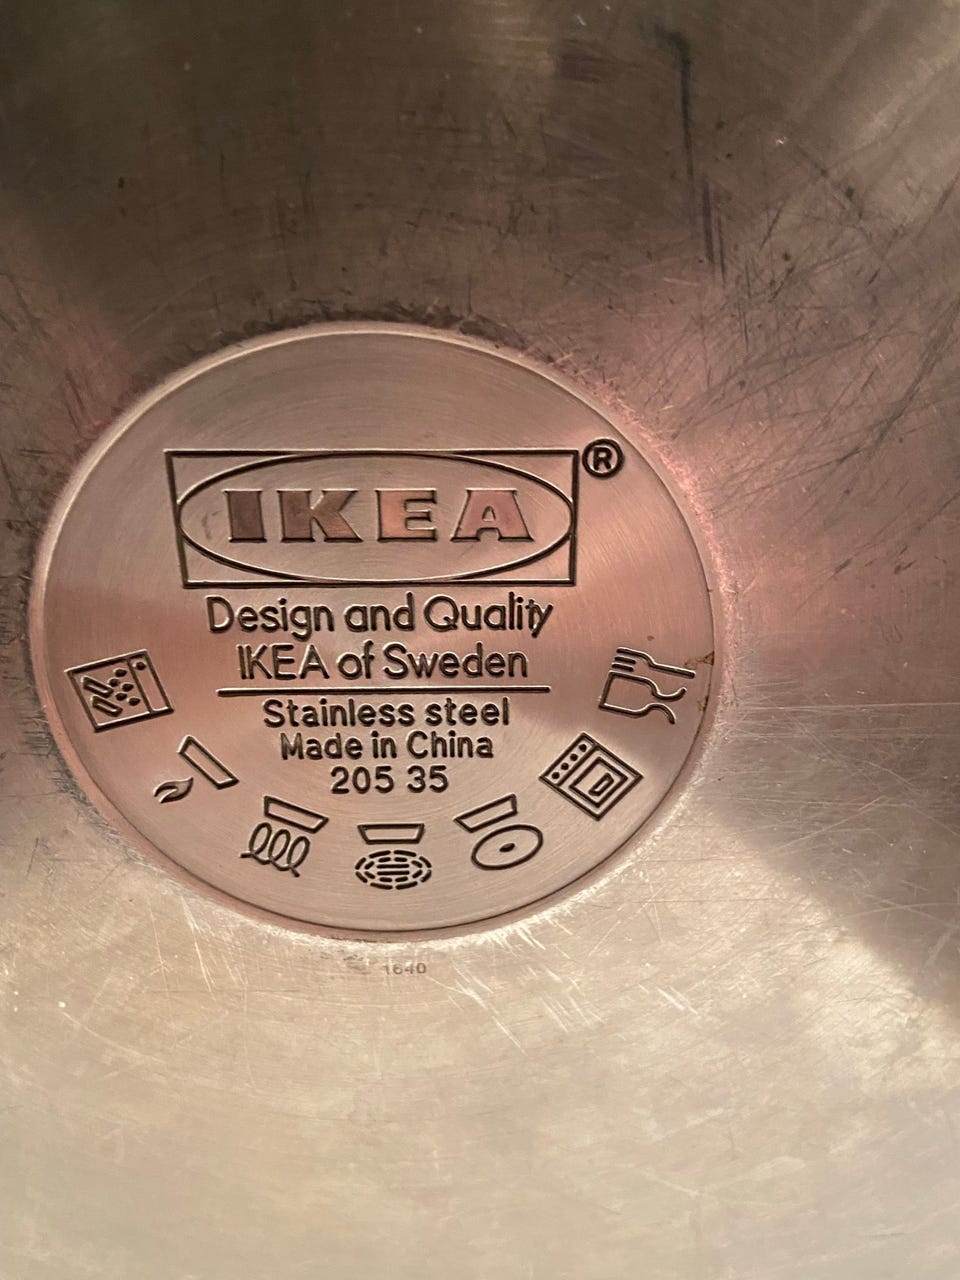 IKEA®
Design and Quality
IKEA of Sweden
Stainless steel
Made in China
205 35
1640